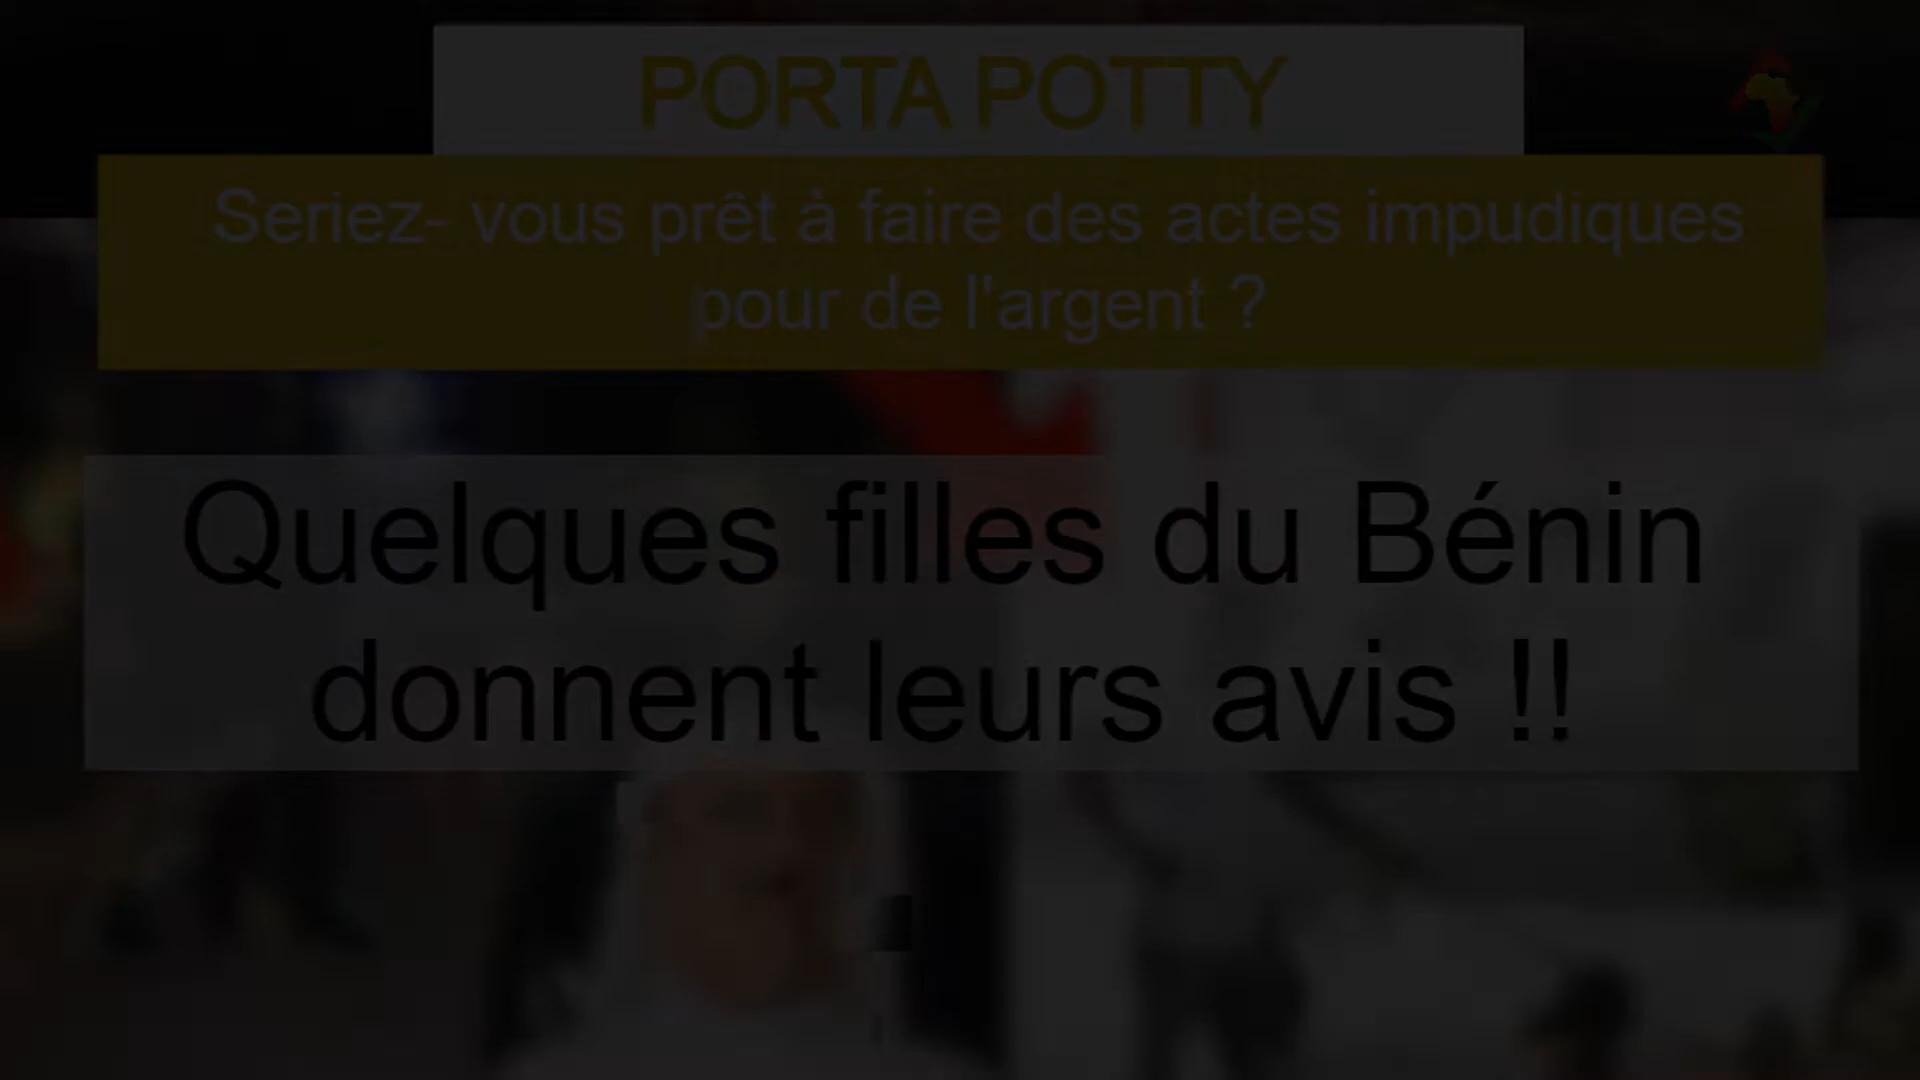 PORTA POTTY
Seriez- vous prêt à faire des actes impudiques
pour de l'argent ?
Quelques filles du Bénin
donnent leurs avis !!